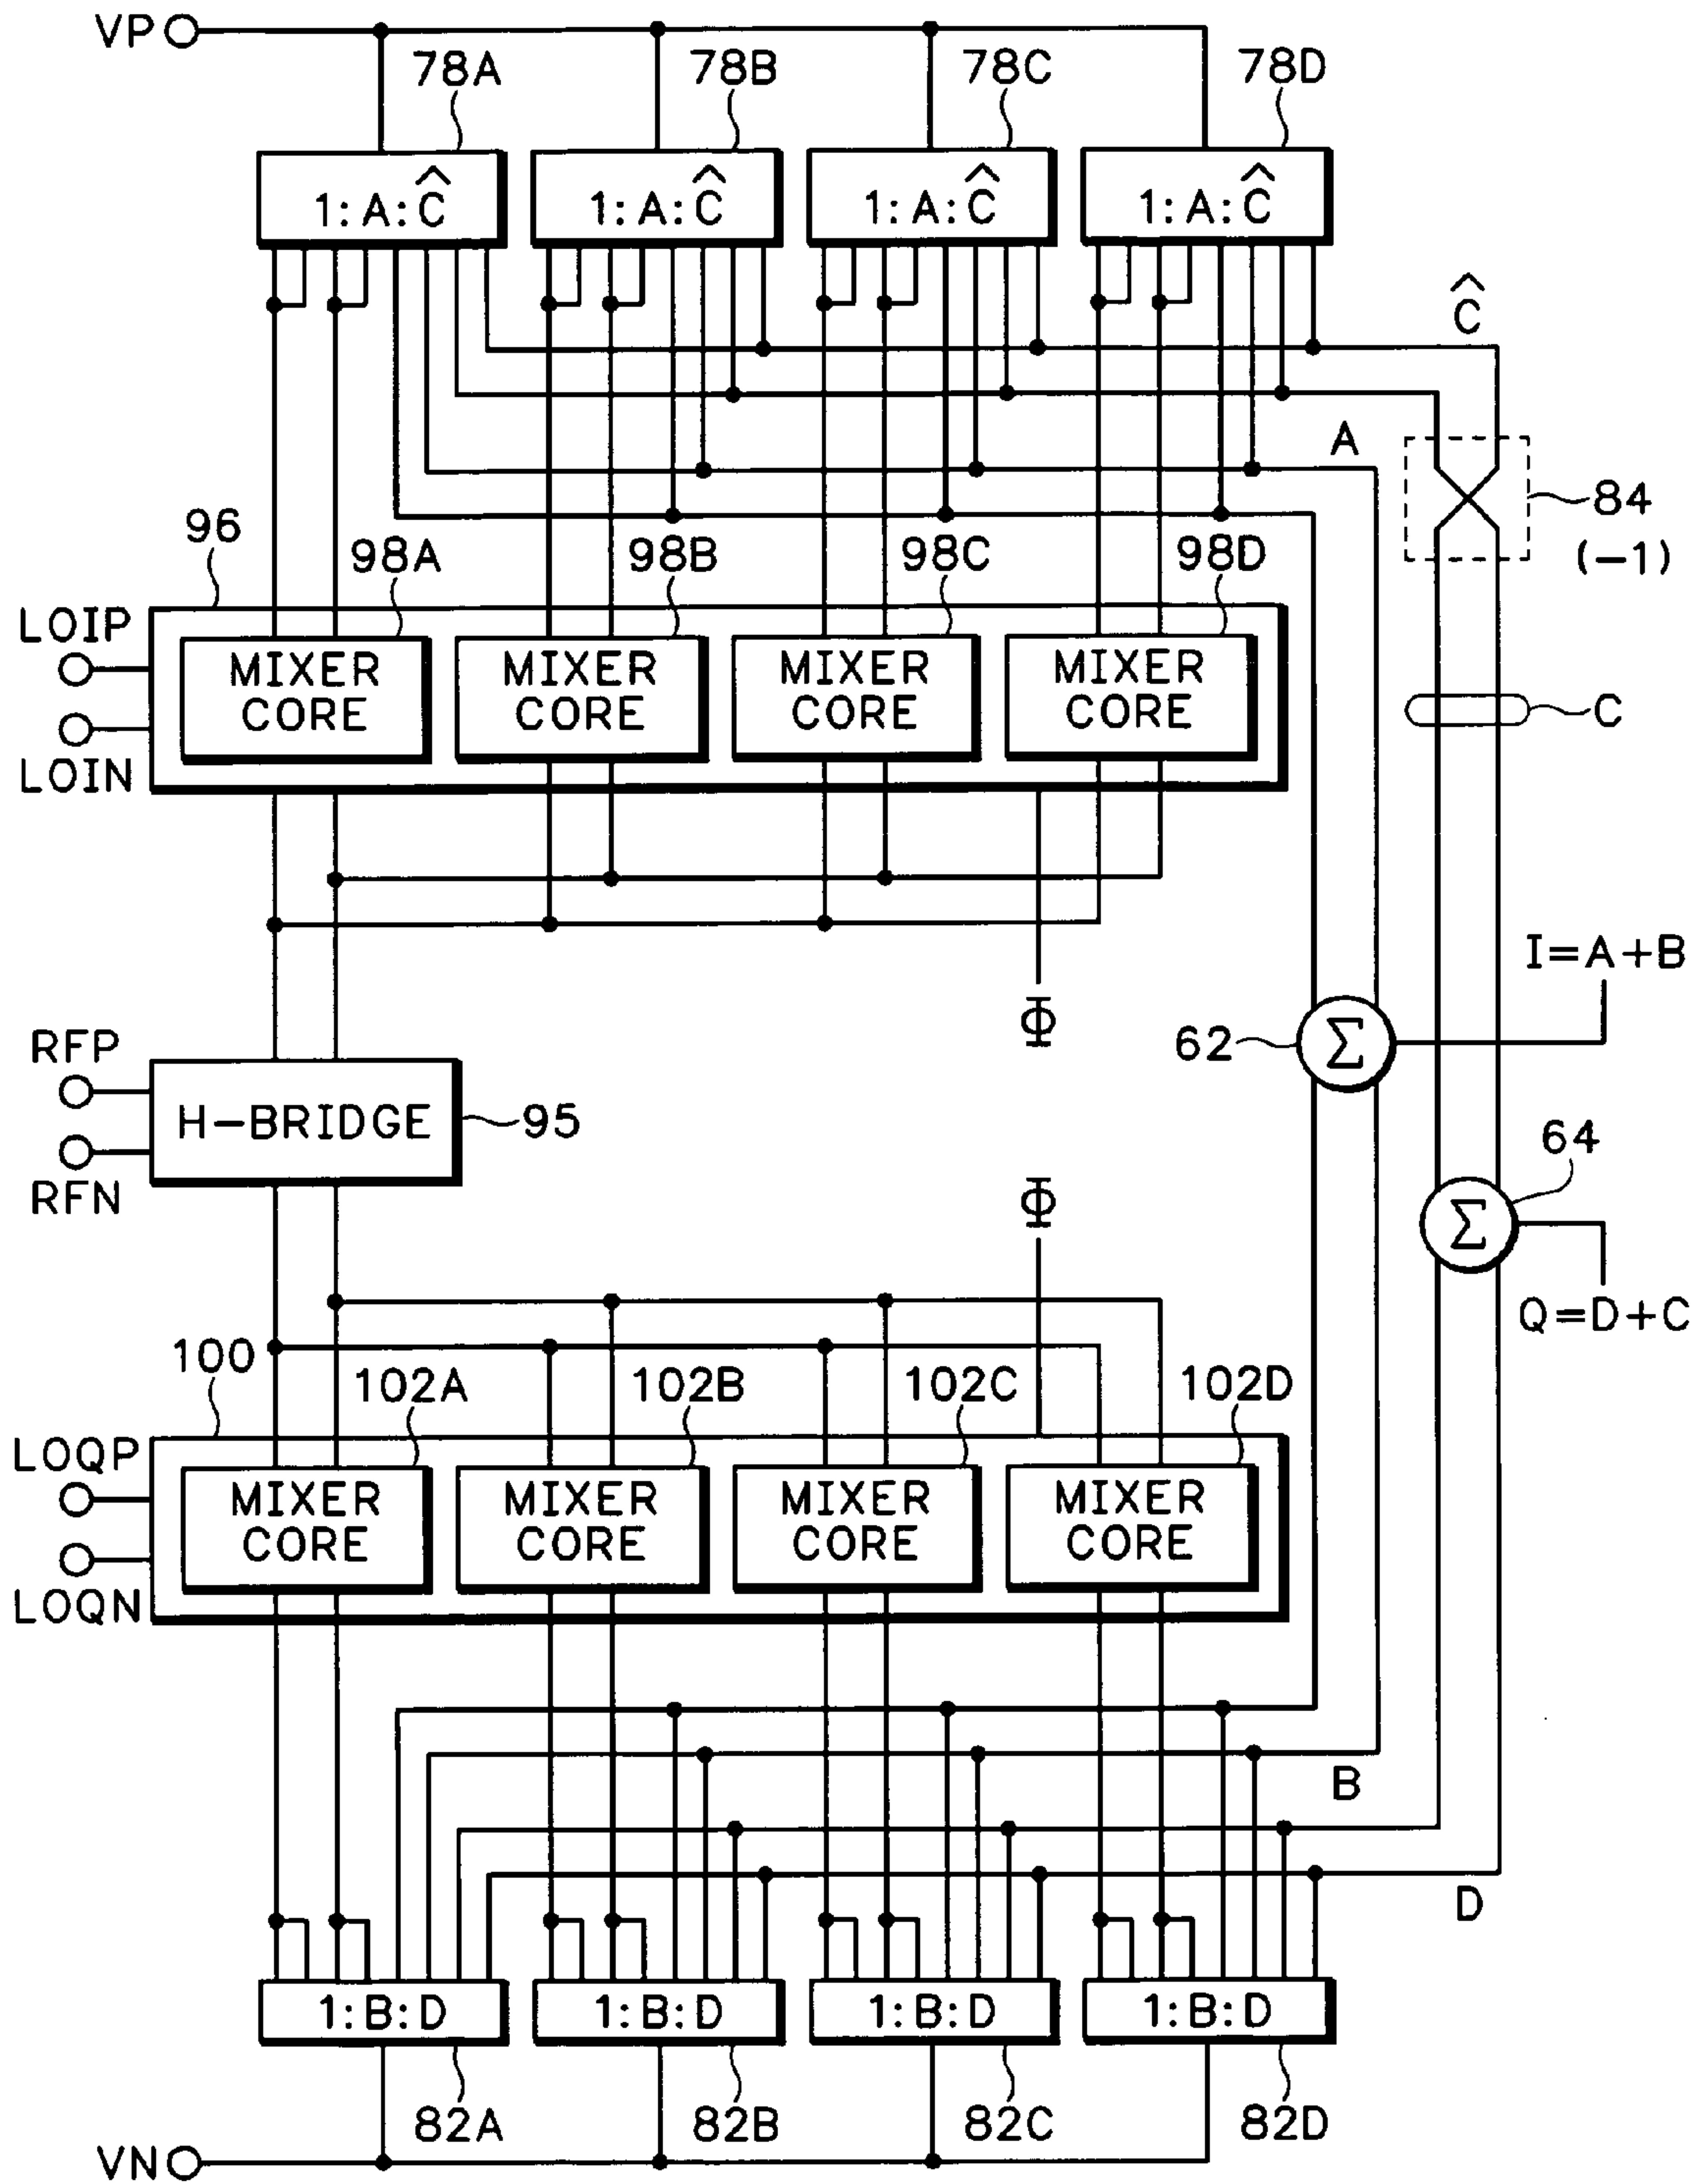 VP
78A
78B
78C
78D
1:A:Ĉ
1:A:Ĉ
1:A:Ĉ
1:A:Ĉ
Ĉ
A
84
(-1)
96
98A
98B
98C
98D
LOIP
LOIN
MIXER
CORE
MIXER
CORE
MIXER
CORE
MIXER
CORE
C
I=A+B
Φ
62
Σ
RFP
RFN
H-BRIDGE
95
64
Φ
Σ
Q=D+C
100
102A
102B
102C
102D
LOQP
LOQN
MIXER
CORE
MIXER
CORE
MIXER
CORE
MIXER
CORE
B
D
1:B:D
1:B:D
1:B:D
1:B:D
82A
82B
82C
82D
VN